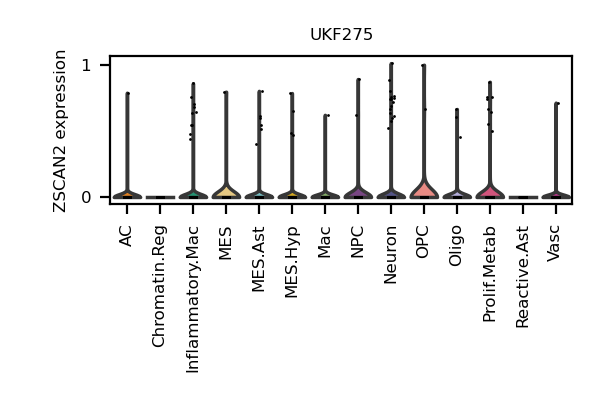 UKF275
ZSCAN2 expression
1
0
AC
Chromatin.Reg
Inflammatory.Mac
MES
MES.Ast
MES.Hyp
Mac
NPC
Neuron
OPC
Oligo
Prolif.Metab
Reactive.Ast
Vasc